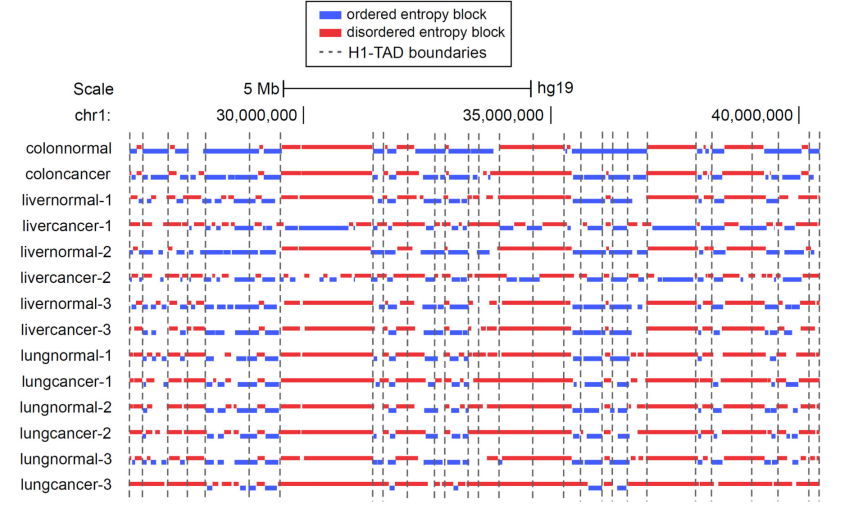 ordered entropy block
disordered entropy block
H1-TAD boundaries
Scale 5 Mb hg19
chr1: 30,000,000 35,000,000 40,000,000
colonnormal
coloncancer
livernormal-1
livercancer-1
livernormal-2
livercancer-2
livernormal-3
livercancer-3
lungnormal-1
lungcancer-1
lungnormal-2
lungcancer-2
lungnormal-3
lungcancer-3